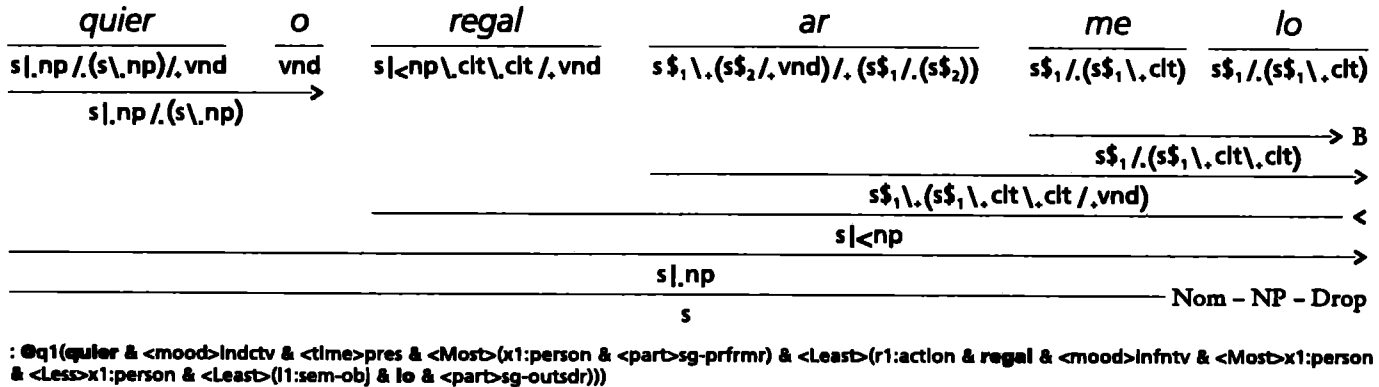 quier o regal ar me lo
s|.np/.(s\.np)/₊vnd vnd s|<np\.clt\.clt/₊vnd s$₁\₊(s$₂/₊vnd)/₊(s$₁/.(s$₂)) s$₁/.(s$₁\₊clt) s$₁/.(s$₁\₊clt)
>
s|.np/.(s\.np)
> B
s$₁/.(s$₁\₊clt\₊clt)
>
s$₁\₊(s$₁\₊clt\₊clt/₊vnd)
<
s|<np
>
s|.np
Nom – NP – Drop
s
: @q1(quier & <mood>indctv & <time>pres & <Most>(x1:person & <part>sg-prfrmr) & <Least>(r1:action & regal & <mood>infntv & <Most>x1:person
& <Less>x1:person & <Least>(l1:sem-obj & lo & <part>sg-outsdr)))